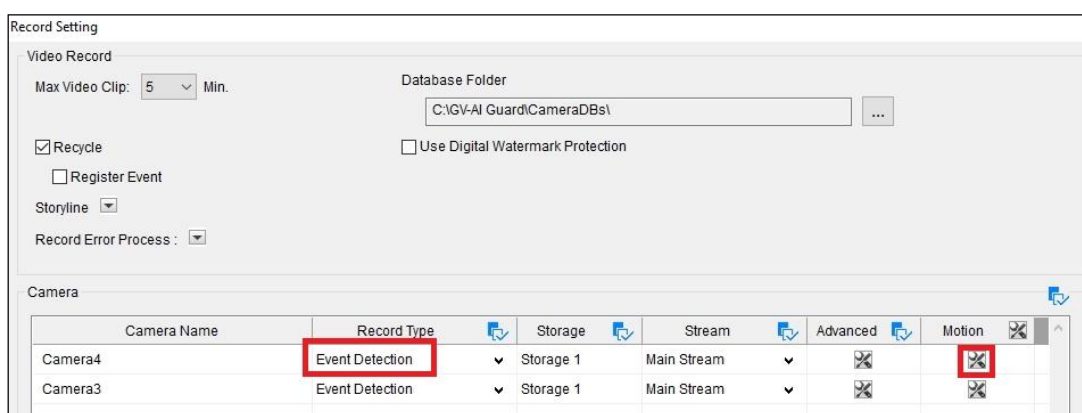 Record Setting
Video Record
Max Video Clip: 5 Min.
Database Folder
C:\GV-AI Guard\CameraDBs\
...
Recycle
Use Digital Watermark Protection
Register Event
Storyline
Record Error Process :
Camera
Camera Name Record Type Storage Stream Advanced Motion
Camera4 Event Detection Storage 1 Main Stream
Camera3 Event Detection Storage 1 Main Stream